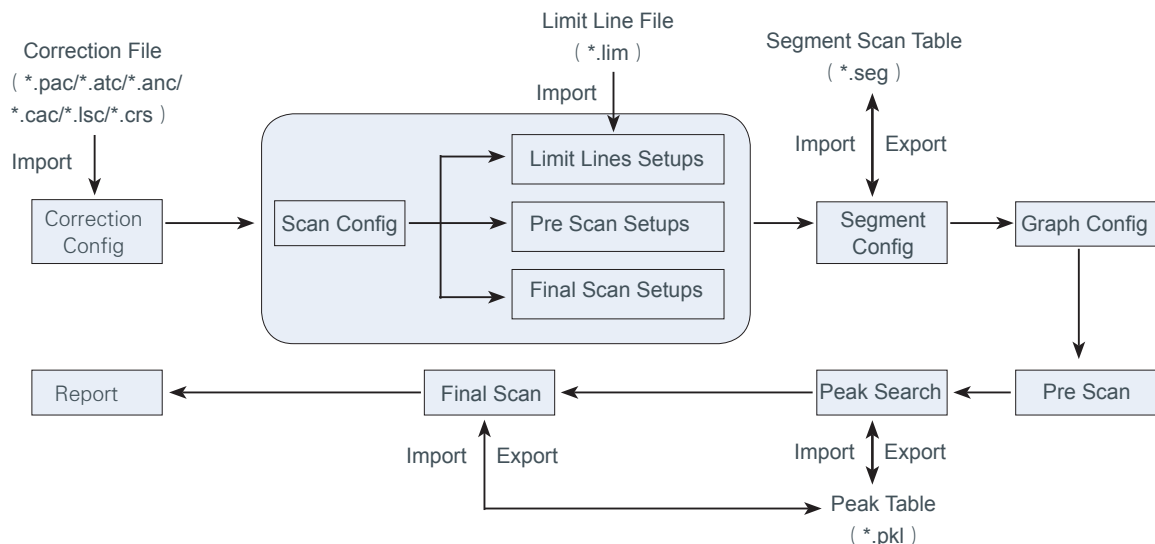 Correction File
( *.pac/*.atc/*.anc/
*.cac/*.lsc/*.crs )
Import
Limit Line File
( *.lim )
Import
Segment Scan Table
( *.seg )
Import
Export
Correction
Config
Scan Config
Limit Lines Setups
Pre Scan Setups
Final Scan Setups
Segment
Config
Graph Config
Report
Final Scan
Peak Search
Pre Scan
Import
Export
Import
Export
Peak Table
( *.pkl )